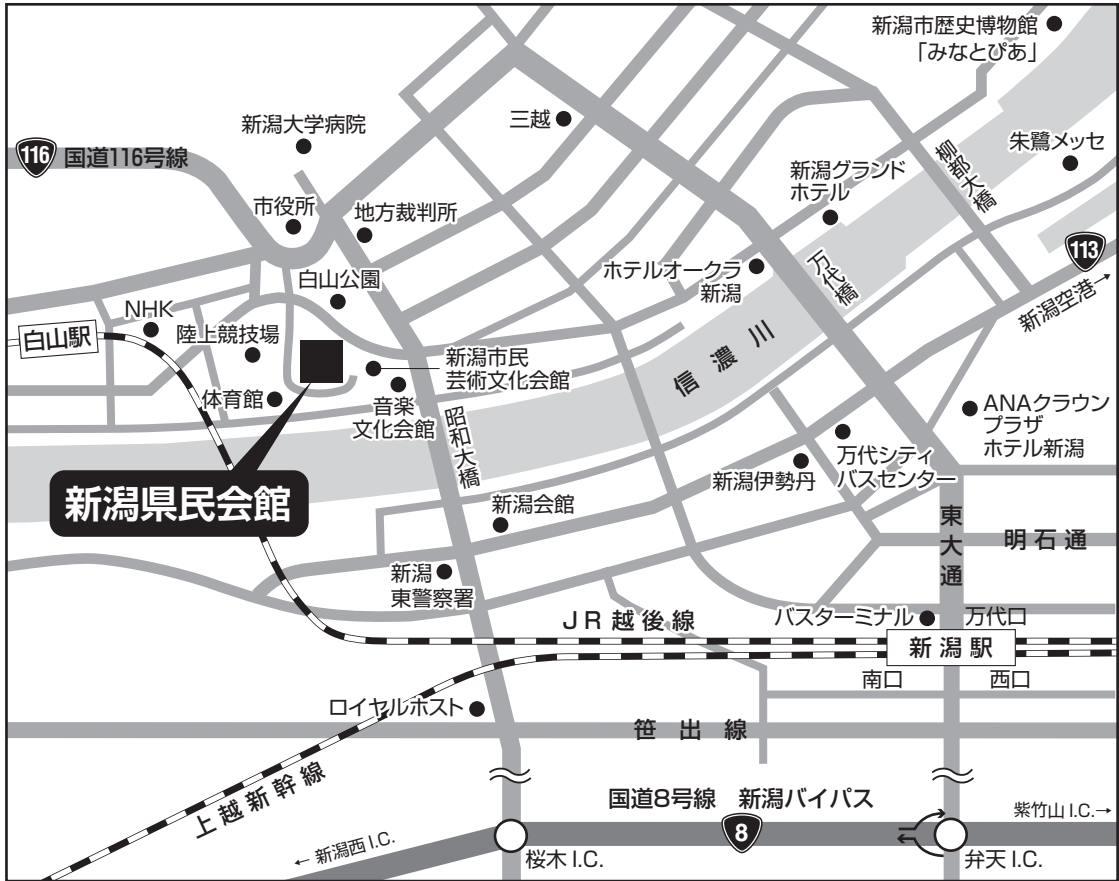 新潟市歴史博物館
「みなとぴあ」
三越
新潟大学病院
116
国道116号線
朱鷺メッセ
柳都大橋
新潟グランド
ホテル
市役所
地方裁判所
113
新潟空港→
万代橋
ホテルオークラ
新潟
白山公園
NHK
白山駅
陸上競技場
新潟市民
芸術文化会館
信濃川
体育館
音楽
文化会館
昭和大橋
ANAクラウン
プラザ
ホテル新潟
万代シティ
バスセンター
新潟伊勢丹
新潟県民会館
新潟会館
東大通
明石通
新潟
東警察署
JR越後線
バスターミナル
万代口
新潟駅
南口
西口
ロイヤルホスト
笹出線
上越新幹線
国道8号線 新潟バイパス
8
紫竹山I.C.→
← 新潟西I.C.
桜木I.C.
弁天I.C.